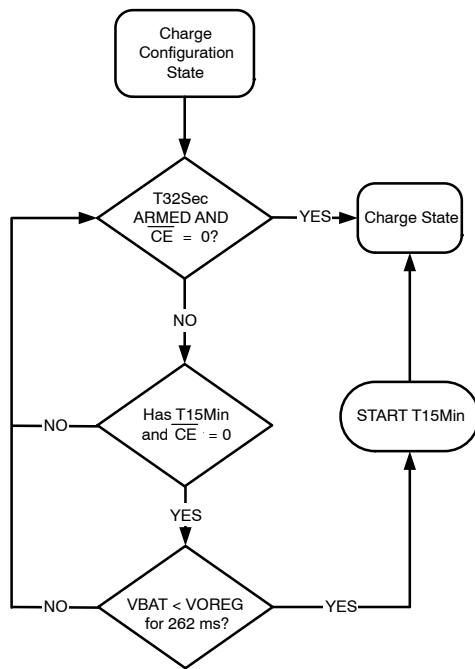 Charge
Configuration
State
T32Sec
ARMED AND
CE = 0?
YES
Charge State
NO
Has T15Min
and CE = 0
NO
START T15Min
YES
VBAT < VOREG
for 262 ms?
NO
YES